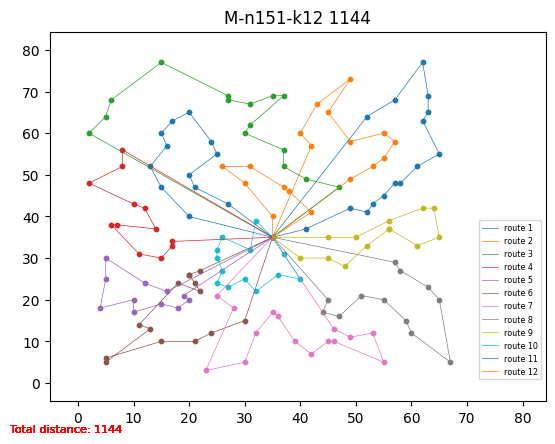 M-n151-k12 1144
80
70
60
50
40
30
20
10
0
0 10 20 30 40 50 60 70 80
route 1
route 2
route 3
route 4
route 5
route 6
route 7
route 8
route 9
route 10
route 11
route 12
Total distance: 1144